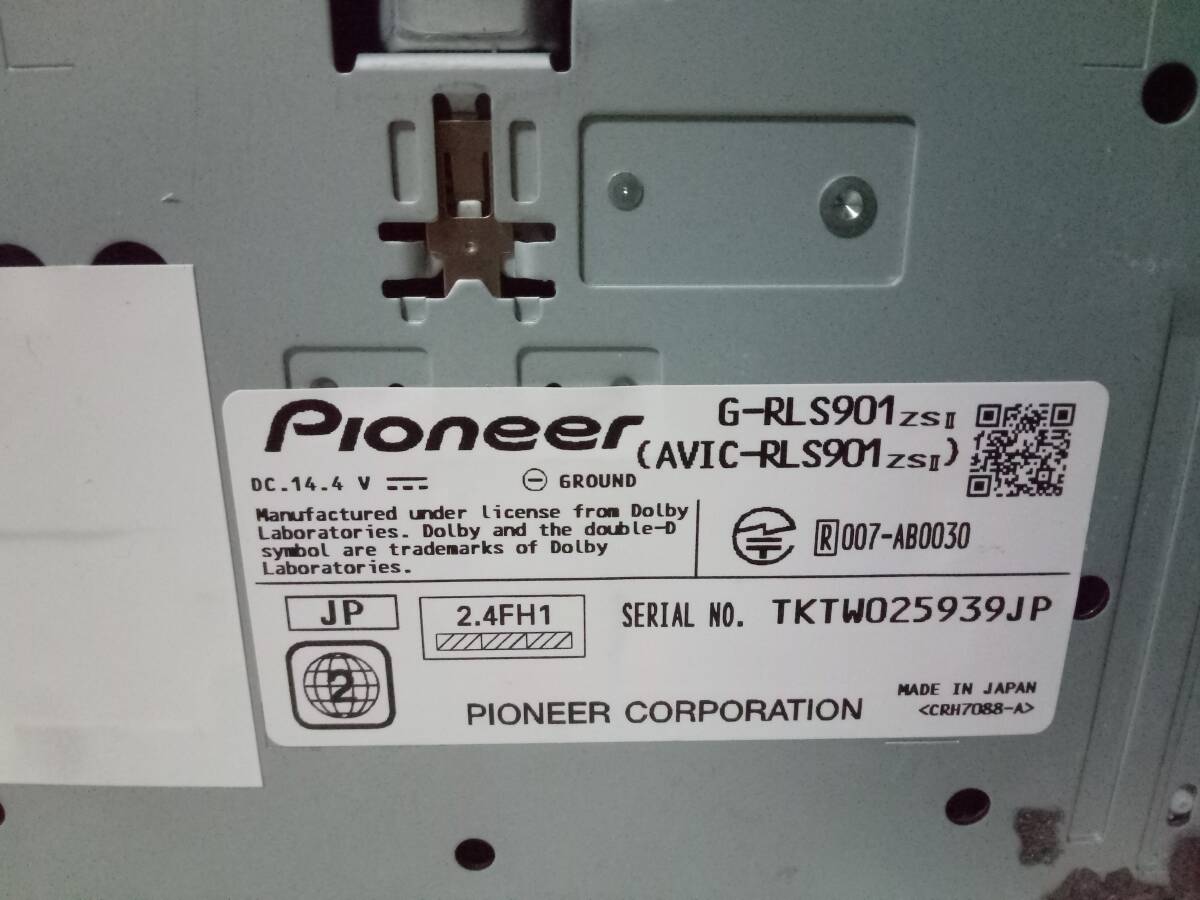 Pioneer
G-RLS901ZSⅡ
(AVIC-RLS901ZSⅡ)
DC.14.4 V
GROUND
Manufactured under license from Dolby
Laboratories. Dolby and the double-D
symbol are trademarks of Dolby
Laboratories.
R 007-AB0030
JP
2.4FH1
SERIAL NO. TKTW025939JP
2
PIONEER CORPORATION
MADE IN JAPAN
<CRH7088-A>